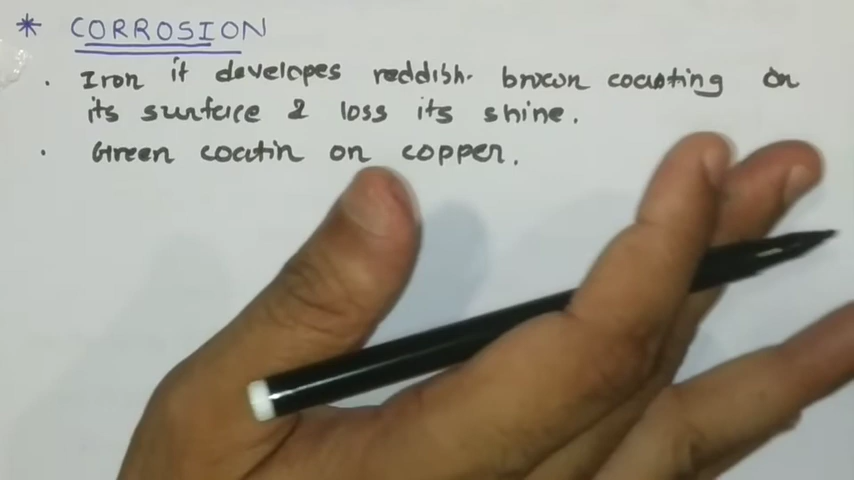 * CORROSION
· Iron it developes reddish. brown coating on
its surface & loss its shine.
· Green coatin on copper.